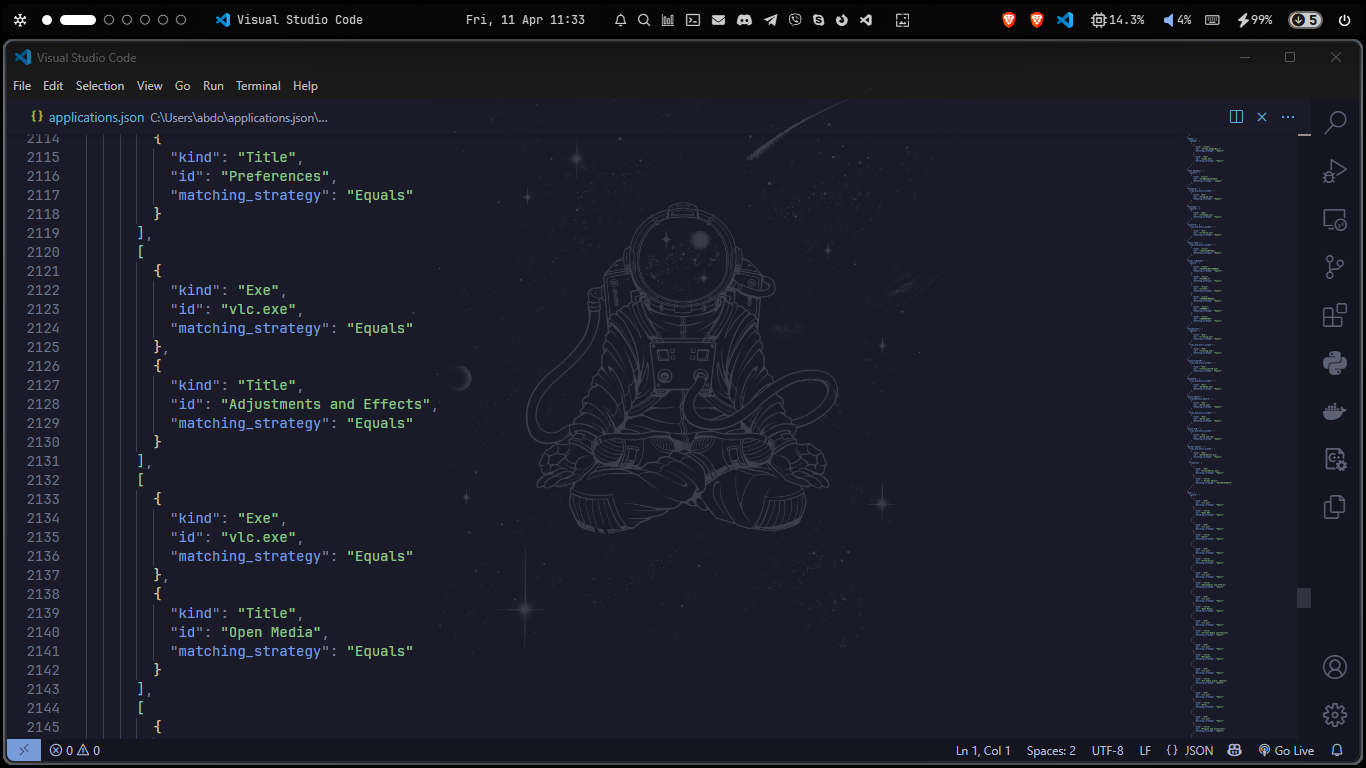 Visual Studio Code
Fri, 11 Apr 11:33
14.3%
4%
99%
5
Visual Studio Code
File Edit Selection View Go Run Terminal Help
{} applications.json C:\Users\abdo\applications.json\...
2114 {
2115 "kind": "Title",
2116 "id": "Preferences",
2117 "matching_strategy": "Equals"
2118 }
2119 ],
2120 [
2121 {
2122 "kind": "Exe",
2123 "id": "vlc.exe",
2124 "matching_strategy": "Equals"
2125 },
2126 {
2127 "kind": "Title",
2128 "id": "Adjustments and Effects",
2129 "matching_strategy": "Equals"
2130 }
2131 ],
2132 [
2133 {
2134 "kind": "Exe",
2135 "id": "vlc.exe",
2136 "matching_strategy": "Equals"
2137 },
2138 {
2139 "kind": "Title",
2140 "id": "Open Media",
2141 "matching_strategy": "Equals"
2142 }
2143 ],
2144 [
2145 {
0 0 Ln 1, Col 1 Spaces: 2 UTF-8 LF {} JSON Go Live